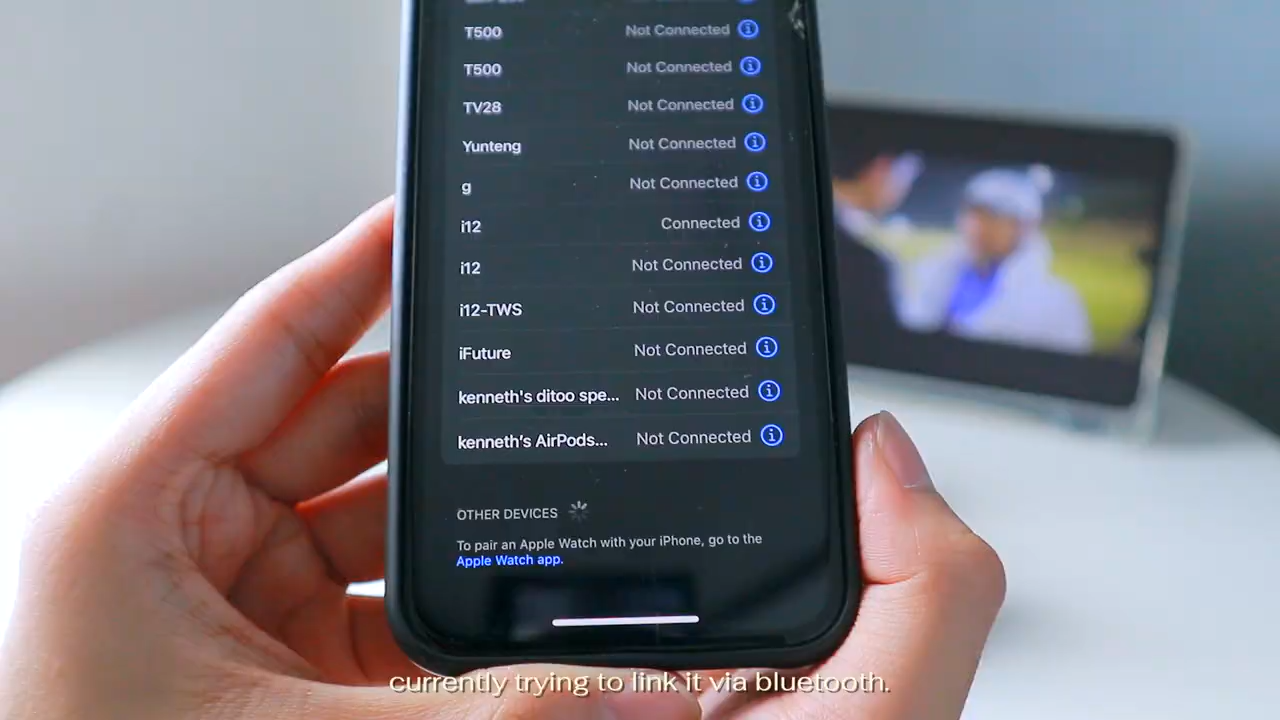 T500 Not Connected
T500 Not Connected
TV28 Not Connected
Yunteng Not Connected
g Not Connected
i12 Connected
i12 Not Connected
i12-TWS Not Connected
iFuture Not Connected
kenneth's ditoo spe... Not Connected
kenneth's AirPods... Not Connected
OTHER DEVICES
To pair an Apple Watch with your iPhone, go to the
Apple Watch app.
currently trying to link it via bluetooth.